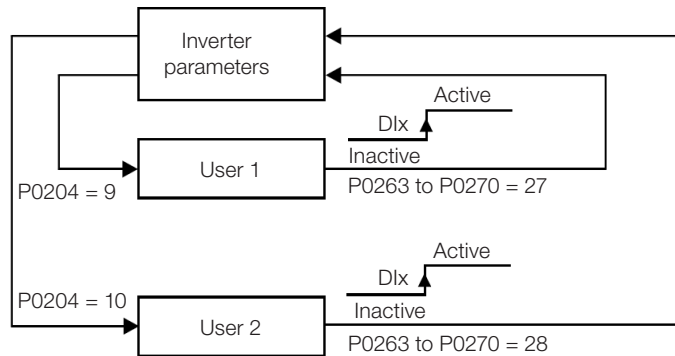 Inverter
parameters
Active
DIx
Inactive
User 1
P0204 = 9
P0263 to P0270 = 27
Active
DIx
P0204 = 10
Inactive
User 2
P0263 to P0270 = 28